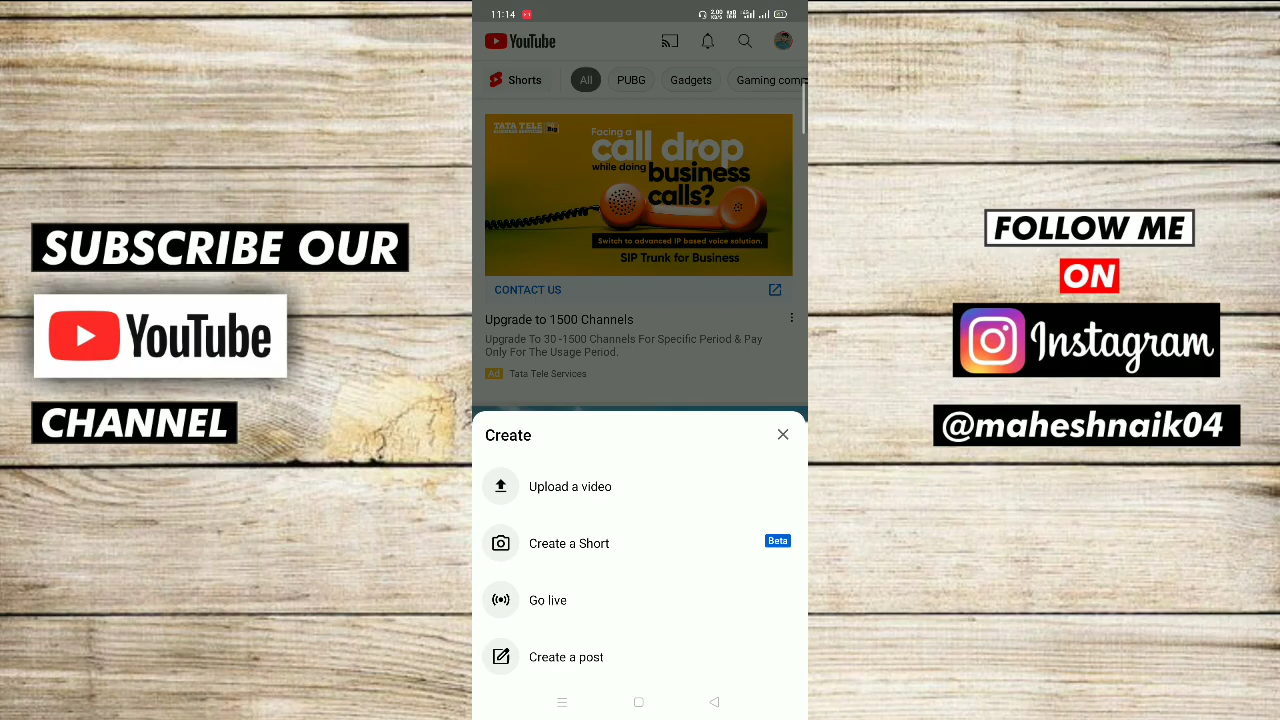 SUBSCRIBE OUR
YouTube
CHANNEL
11:14
YouTube
Shorts
All
PUBG
Gadgets
Gaming comp
TATA TELE
BUSINESS SERVICES
Big
Facing a
call drop
while doing business
calls?
Switch to advanced IP based voice solution.
SIP Trunk for Business
CONTACT US
Upgrade to 1500 Channels
Upgrade To 30 -1500 Channels For Specific Period & Pay
Only For The Usage Period.
Ad Tata Tele Services
Create
Upload a video
Create a Short
Beta
Go live
Create a post
FOLLOW ME
ON
Instagram
@maheshnaik04